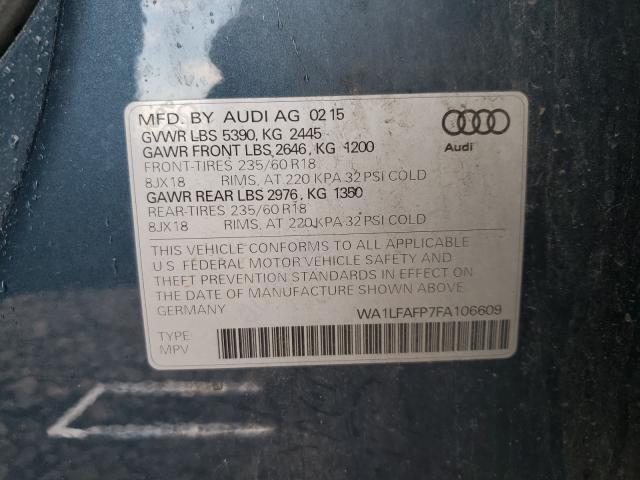 MFD. BY AUDI AG 02 15
GVWR LBS 5390, KG 2445
GAWR FRONT LBS 2646, KG 1200
FRONT-TIRES 235/60 R18
8JX18 RIMS, AT 220 KPA 32 PSI COLD
GAWR REAR LBS 2976, KG 1350
REAR-TIRES 235/60 R18
8JX18 RIMS, AT 220 KPA 32 PSI COLD
Audi
THIS VEHICLE CONFORMS TO ALL APPLICABLE
U.S. FEDERAL MOTOR VEHICLE SAFETY AND
THEFT PREVENTION STANDARDS IN EFFECT ON
THE DATE OF MANUFACTURE SHOWN ABOVE.
GERMANY WA1LFAFP7FA106609
TYPE:
MPV